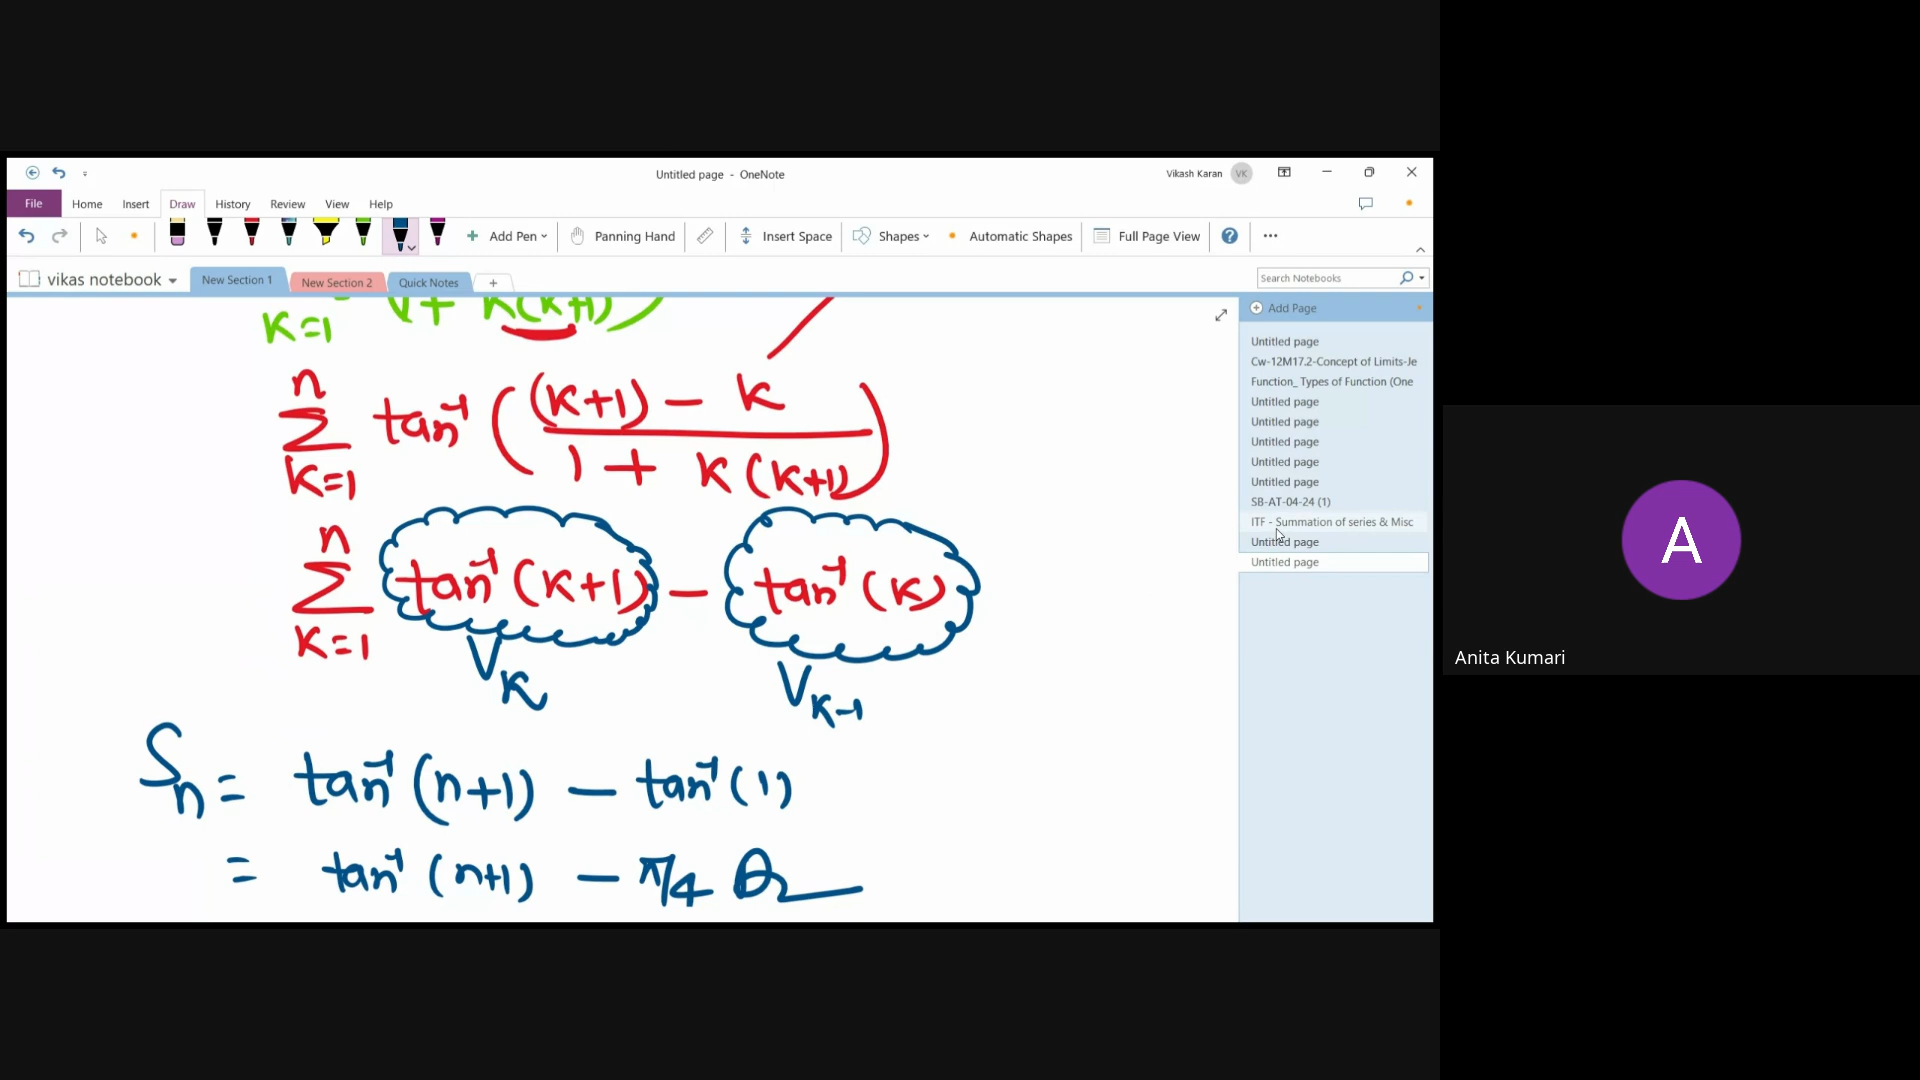 Untitled page - OneNote
Vikash Karan VK
File Home Insert Draw History Review View Help
Add Pen Panning Hand Insert Space Shapes Automatic Shapes Full Page View ? ...
vikas notebook New Section 1 New Section 2 Quick Notes + Search Notebooks
Add Page
Untitled page
Cw-12M17.2-Concept of Limits-Je
Function_ Types of Function (One
Untitled page
Untitled page
Untitled page
Untitled page
Untitled page
SB-AT-04-24 (1)
ITF - Summation of series & Misc
Untitled page
Untitled page
K=1 1+ K(K+1)
n
Σ tan⁻¹ ( (K+1) - K / 1 + K(K+1) )
K=1
n
Σ tan⁻¹(K+1) - tan⁻¹(K)
K=1
V_K V_K-1
S_n = tan⁻¹(n+1) - tan⁻¹(1)
= tan⁻¹(n+1) - π/4
A
Anita Kumari